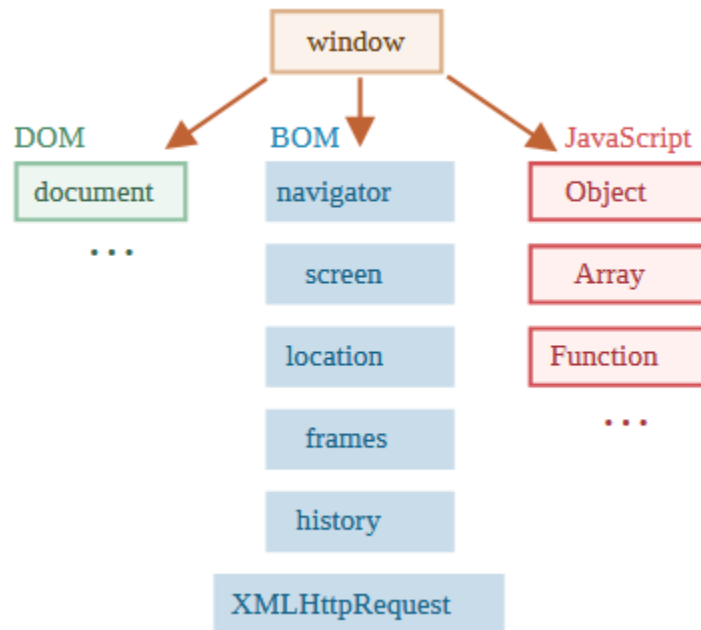 window
DOM
BOM
JavaScript
document
navigator
Object
...
screen
Array
location
Function
frames
...
history
XMLHttpRequest